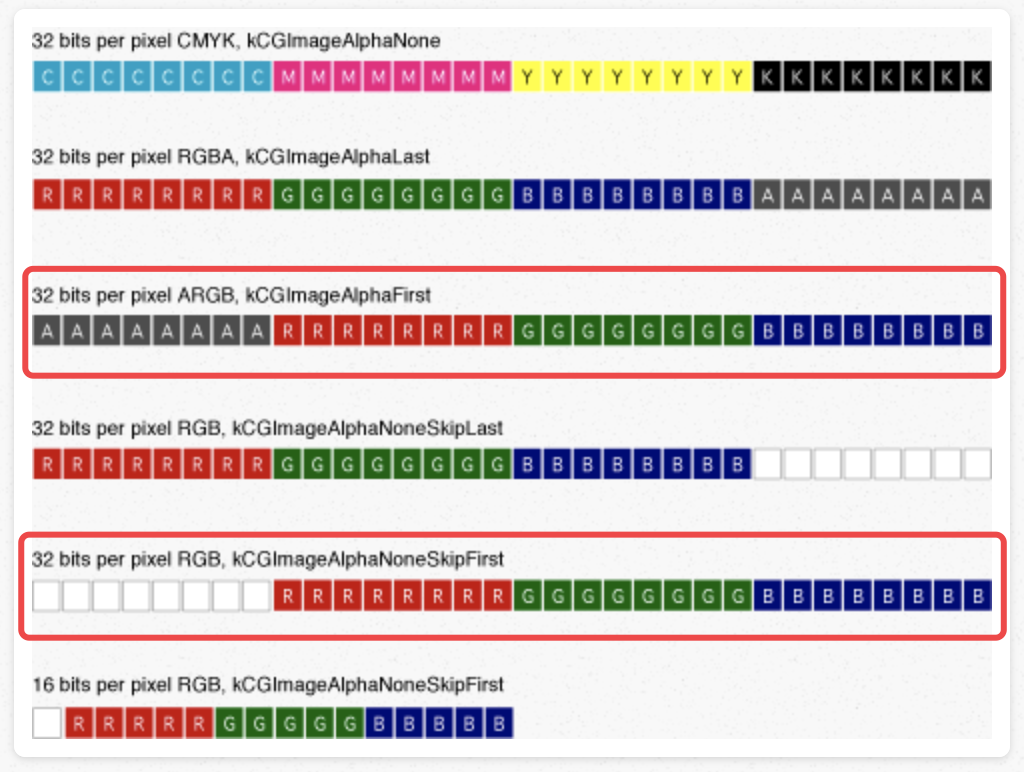 32 bits per pixel CMYK, kCGImageAlphaNone
C C C C C C C C M M M M M M M M Y Y Y Y Y Y Y Y K K K K K K K K
32 bits per pixel RGBA, kCGImageAlphaLast
R R R R R R R R G G G G G G G G B B B B B B B B A A A A A A A A
32 bits per pixel ARGB, kCGImageAlphaFirst
A A A A A A A A R R R R R R R R G G G G G G G G B B B B B B B B
32 bits per pixel RGB, kCGImageAlphaNoneSkipLast
R R R R R R R R G G G G G G G G B B B B B B B B
32 bits per pixel RGB, kCGImageAlphaNoneSkipFirst
R R R R R R R R G G G G G G G G B B B B B B B B
16 bits per pixel RGB, kCGImageAlphaNoneSkipFirst
R R R R R G G G G G B B B B B